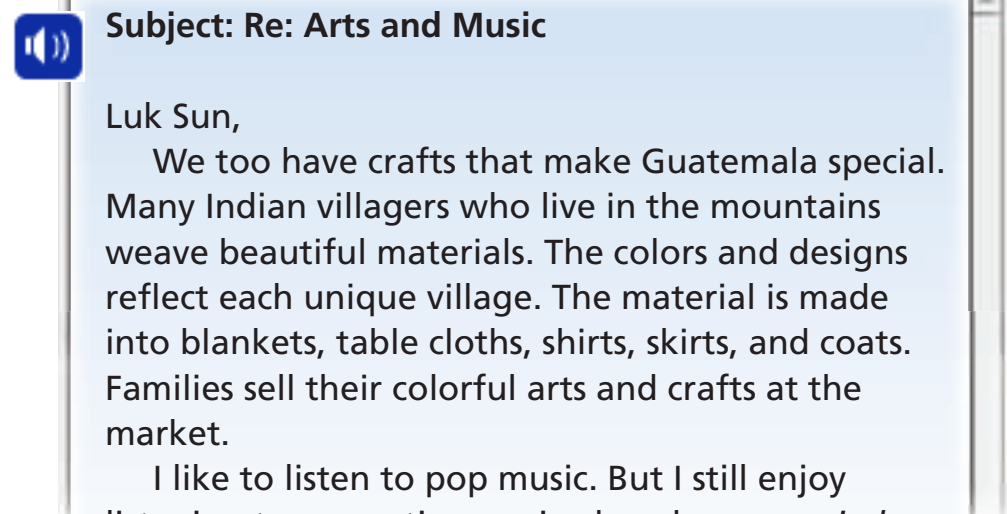 Subject: Re: Arts and Music
Luk Sun,
We too have crafts that make Guatemala special.
Many Indian villagers who live in the mountains
weave beautiful materials. The colors and designs
reflect each unique village. The material is made
into blankets, table cloths, shirts, skirts, and coats.
Families sell their colorful arts and crafts at the
market.
I like to listen to pop music. But I still enjoy